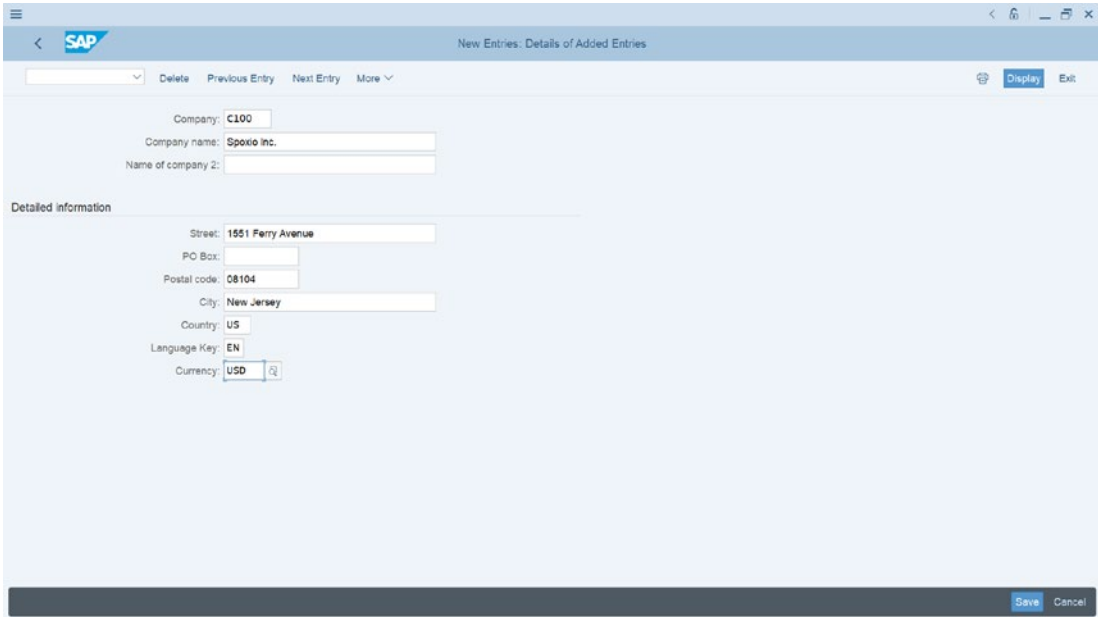 SAP
New Entries: Details of Added Entries
Delete Previous Entry Next Entry More Display Exit
Company: C100
Company name: Spoxio Inc.
Name of company 2:
Detailed information
Street: 1551 Ferry Avenue
PO Box:
Postal code: 08104
City: New Jersey
Country: US
Language Key: EN
Currency: USD
Save Cancel